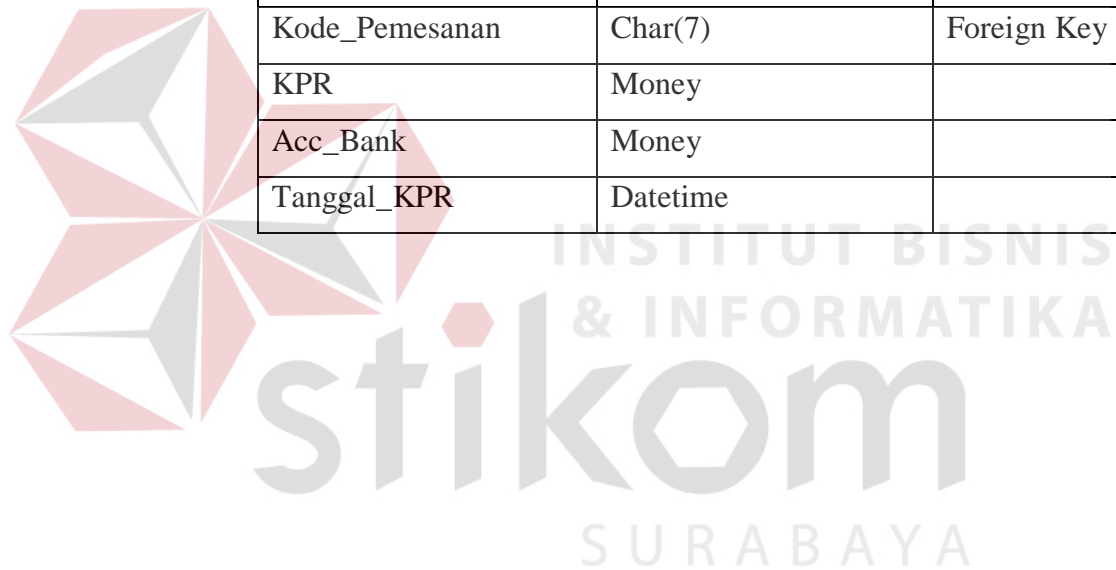 Kode_Pemesanan Char(7) Foreign Key
KPR Money
Acc_Bank Money
Tanggal_KPR Datetime
INSTITUT BISNIS
& INFORMATIKA
stikom
SURABAYA